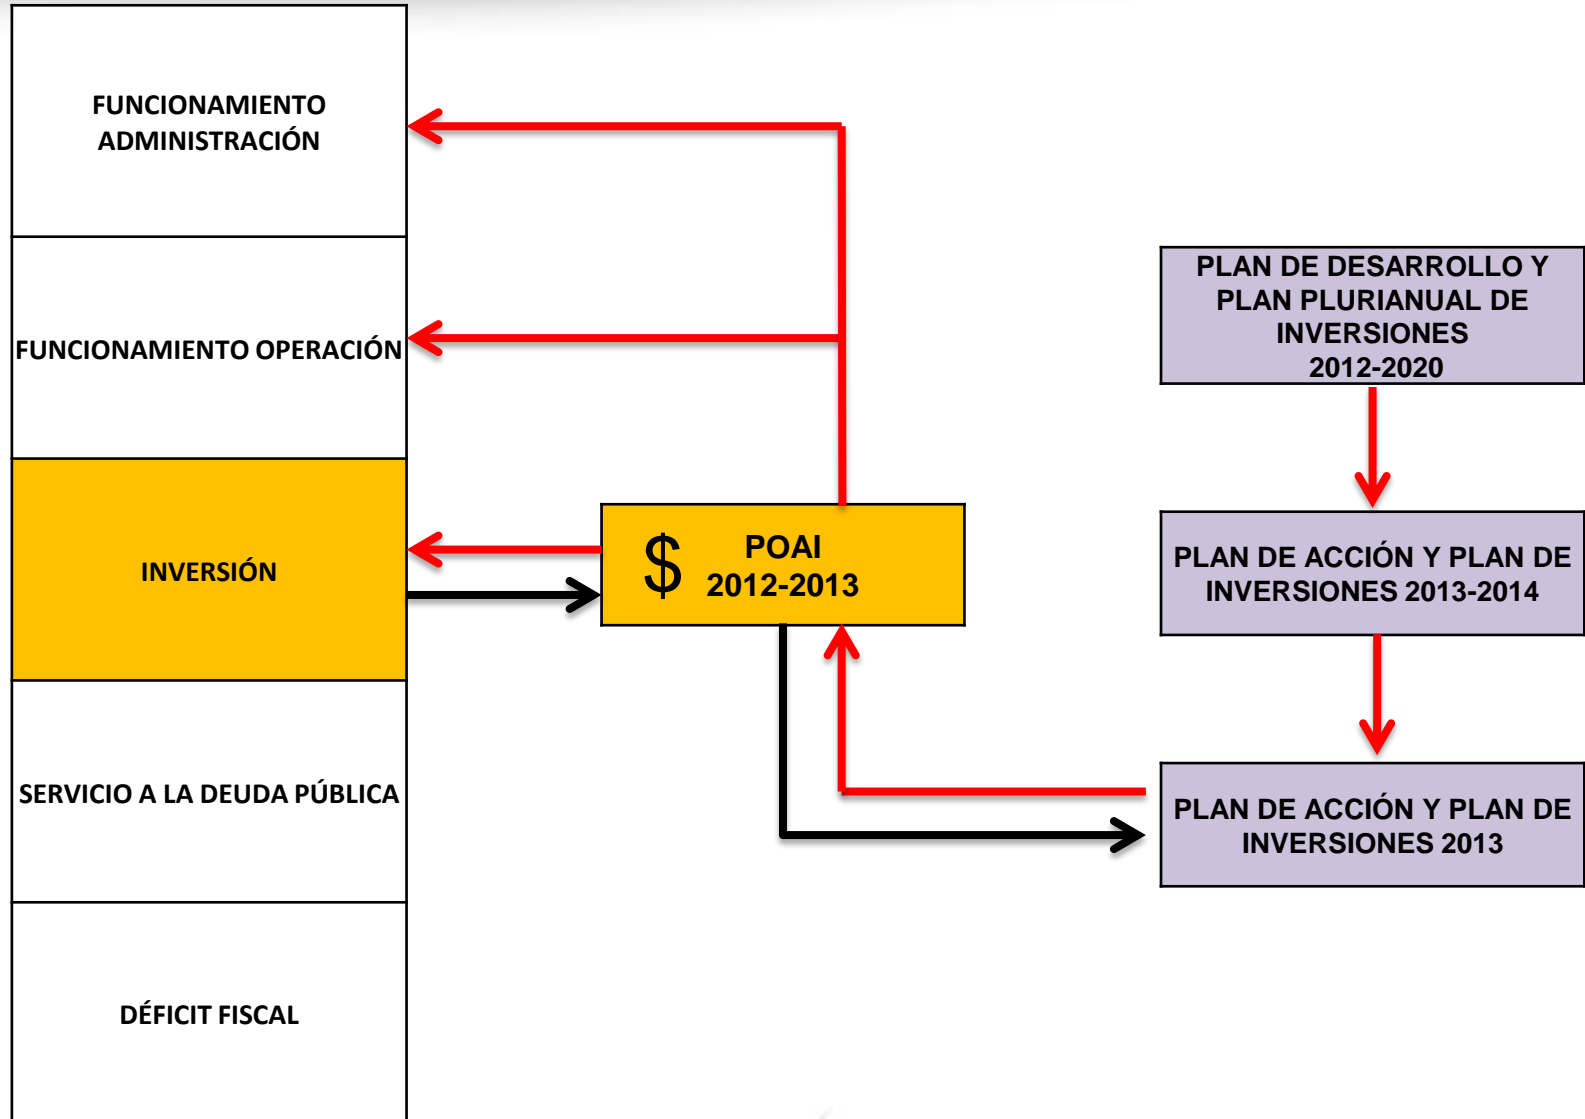 FUNCIONAMIENTO
ADMINISTRACIÓN
FUNCIONAMIENTO OPERACIÓN
INVERSIÓN
SERVICIO A LA DEUDA PÚBLICA
DÉFICIT FISCAL
$
POAI
2012-2013
PLAN DE DESARROLLO Y
PLAN PLURIANUAL DE
INVERSIONES
2012-2020
PLAN DE ACCIÓN Y PLAN DE
INVERSIONES 2013-2014
PLAN DE ACCIÓN Y PLAN DE
INVERSIONES 2013